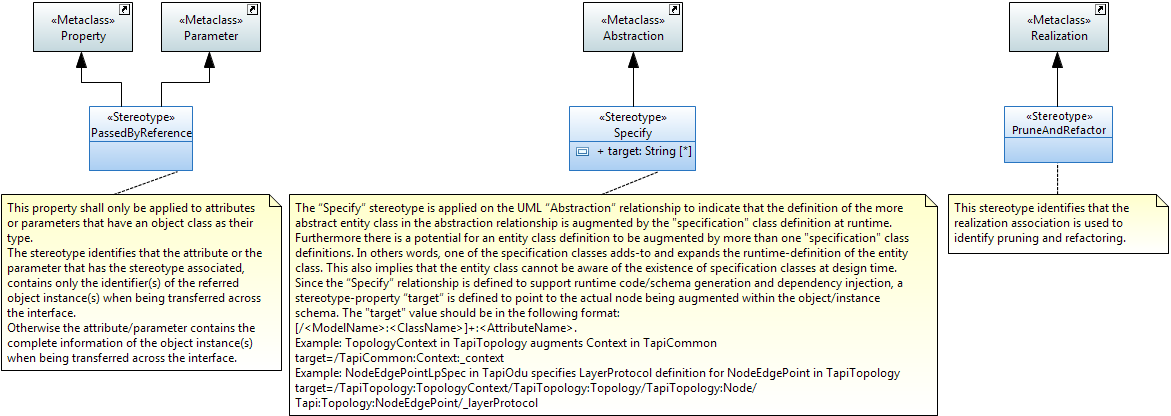 «Metaclass»
Property
«Metaclass»
Parameter
«Metaclass»
Abstraction
«Metaclass»
Realization
«Stereotype»
PassedByReference
«Stereotype»
Specify
+ target: String [*]
«Stereotype»
PruneAndRefactor
This property shall only be applied to attributes
or parameters that have an object class as their
type.
The stereotype identifies that the attribute or the
parameter that has the stereotype associated,
contains only the identifier(s) of the referred
object instance(s) when being transferred across
the interface.
Otherwise the attribute/parameter contains the
complete information of the object instance(s)
when being transferred across the interface.
The “Specify” stereotype is applied on the UML “Abstraction” relationship to indicate that the definition of the more
abstract entity class in the abstraction relationship is augmented by the "specification" class definition at runtime.
Furthermore there is a potential for an entity class definition to be augmented by more than one "specification" class
definitions. In others words, one of the specification classes adds-to and expands the runtime-definition of the entity
class. This also implies that the entity class cannot be aware of the existence of specification classes at design time.
Since the “Specify” relationship is defined to support runtime code/schema generation and dependency injection, a
stereotype-property “target” is defined to point to the actual node being augmented within the object/instance
schema. The "target” value should be in the following format:
[/<ModelName>:<ClassName>]+:<AttributeName>.
Example: TopologyContext in TapiTopology augments Context in TapiCommon
target=/TapiCommon:Context:_context
Example: NodeEdgePointLpSpec in TapiOdu specifies LayerProtocol definition for NodeEdgePoint in TapiTopology
target=/TapiTopology:TopologyContext/TapiTopology:Topology/TapiTopology:Node/
Tapi:Topology:NodeEdgePoint/_layerProtocol
This stereotype identifies that the
realization association is used to
identify pruning and refactoring.